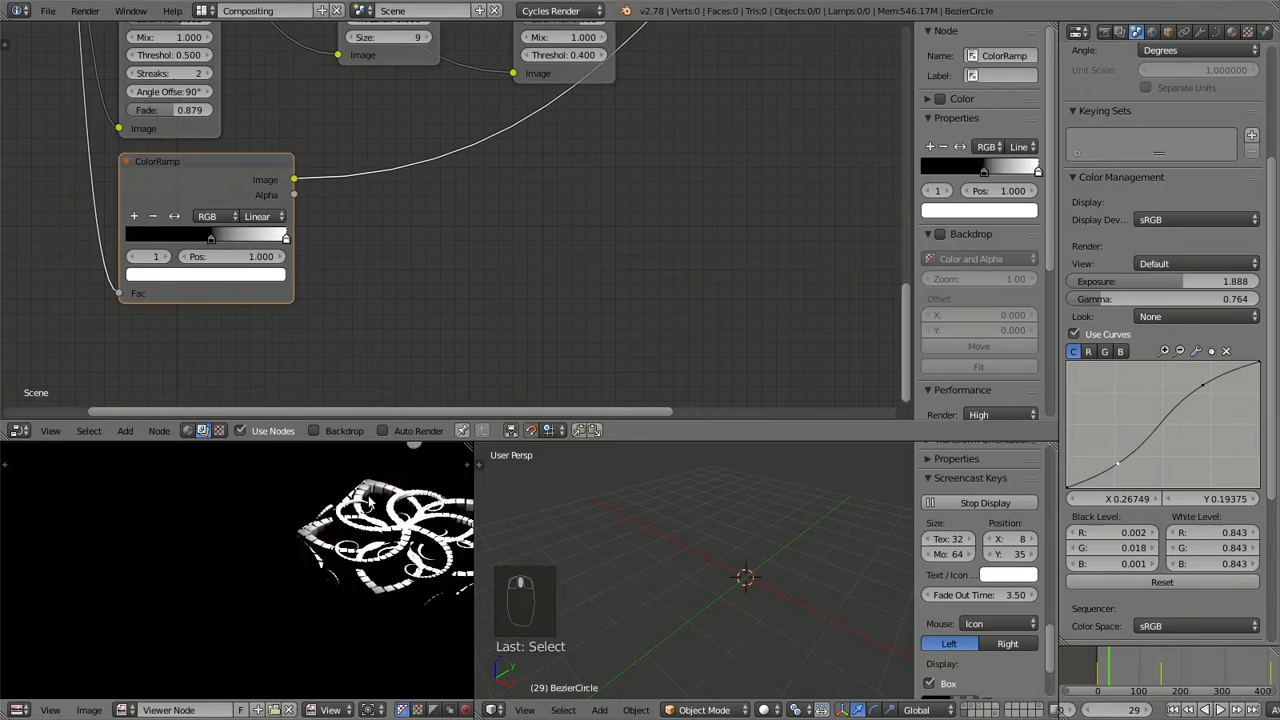 File Render Window Help Compositing Scene Cycles Render v2.78 | Verts:0 | Faces:0 | Tris:0 | Objects:0/0 | Lamps:0/0 | Mem:546.17M | BezierCircle
Mix: 1.000
Threshol: 0.500
Streaks: 2
Angle Offse: 90°
Fade: 0.879
Image
Size: 9
Image
Mix: 1.000
Threshol: 0.400
Image
ColorRamp
Image
Alpha
RGB Linear
1 Pos: 1.000
Fac
Scene
View Select Add Node Use Nodes Backdrop Auto Render
Node
Name: ColorRamp
Label:
Color
Properties
RGB Line
1 Pos: 1.000
Backdrop
Color and Alpha
Zoom: 1.00
Offset:
X: 0.000
Y: 0.000
Move
Fit
Performance
Render: High
Angle: Degrees
Unit Scale: 1.000000
Keying Sets
Color Management
Display:
Display Dev... sRGB
Render:
View: Default
Exposure: 1.888
Gamma: 0.764
Look: None
Use Curves
C R G B
X 0.26749 Y 0.19375
Black Level: White Level:
R: 0.002 R: 0.843
G: 0.018 G: 0.843
B: 0.001 B: 0.843
Reset
Sequencer:
Color Space: sRGB
User Persp
Last: Select
(29) BezierCircle
Properties
Screencast Keys
Stop Display
Size: Position:
Tex: 32 X: 8
Mo: 64 Y: 35
Text / Icon ...
Fade Out Time: 3.50
Mouse: Icon
Left Right
Display:
Box
0 100 200 300 400
View Image Viewer Node F View
View Select Add Object Object Mode Global
29